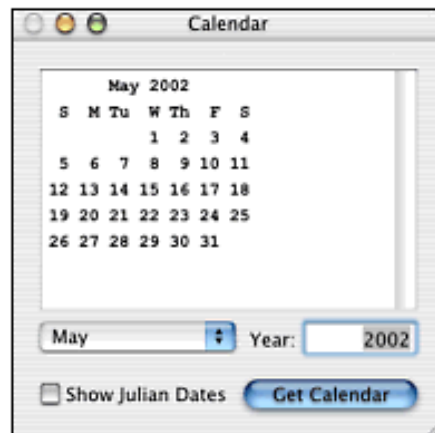 Calendar
May 2002
S M Tu W Th F S
1 2 3 4
5 6 7 8 9 10 11
12 13 14 15 16 17 18
19 20 21 22 23 24 25
26 27 28 29 30 31
May Year: 2002
Show Julian Dates Get Calendar